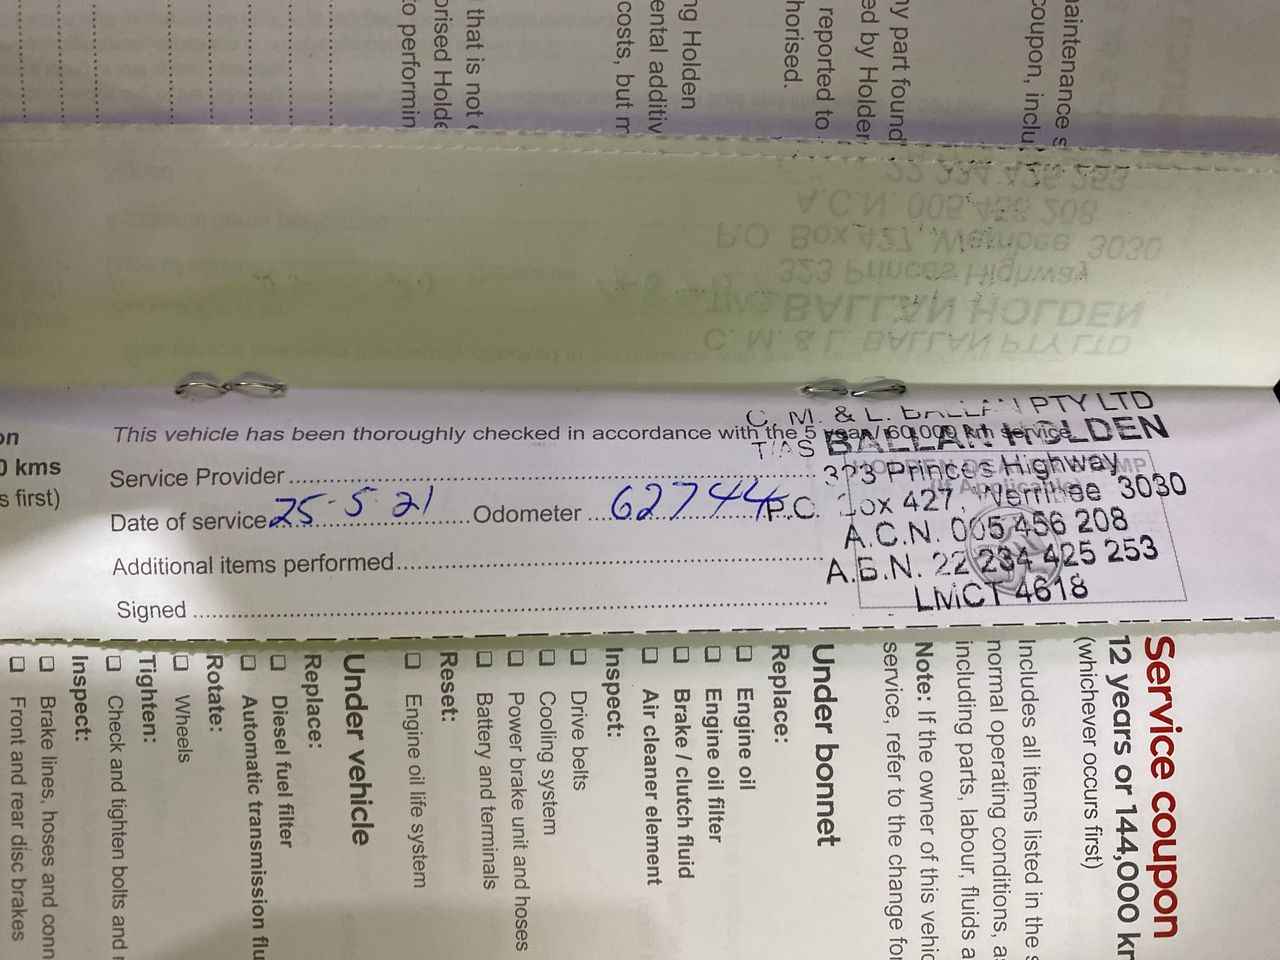 This vehicle has been thoroughly checked in accordance with the 5 year / 60,000 km service
Service Provider
Date of service 25-5-21 Odometer 62744
Additional items performed
Signed
C. M. & L. BALLAN PTY LTD
T/AS BALLAN HOLDEN
323 Princes Highway
P.O. Box 427, Werribee 3030
A.C.N. 005 456 208
A.B.N. 22 234 425 253
LMCT 4618
0 kms
s first)
Service coupon
12 years or 144,000 k
(whichever occurs first)
Includes all items listed in the
normal operating conditions,
including parts, labour, fluids
Note: If the owner of this
service, refer to the change
Under bonnet
Replace:
☐ Engine oil
☐ Engine oil filter
☐ Brake / clutch fluid
☐ Air cleaner element
Inspect:
☐ Drive belts
☐ Cooling system
☐ Power brake unit and hoses
☐ Battery and terminals
Reset:
☐ Engine oil life system
Under vehicle
Replace:
☐ Diesel fuel filter
☐ Automatic transmission flu
Rotate:
☐ Wheels
Tighten:
☐ Check and tighten bolts and
Inspect:
☐ Brake lines, hoses and conn
☐ Front and rear disc brakes
aintenance s
coupon, inclu
ny part found
ed by Holden
reported to
horised.
ng Holden
ental additiv
costs, but m
that is not
orised Holde
to performin